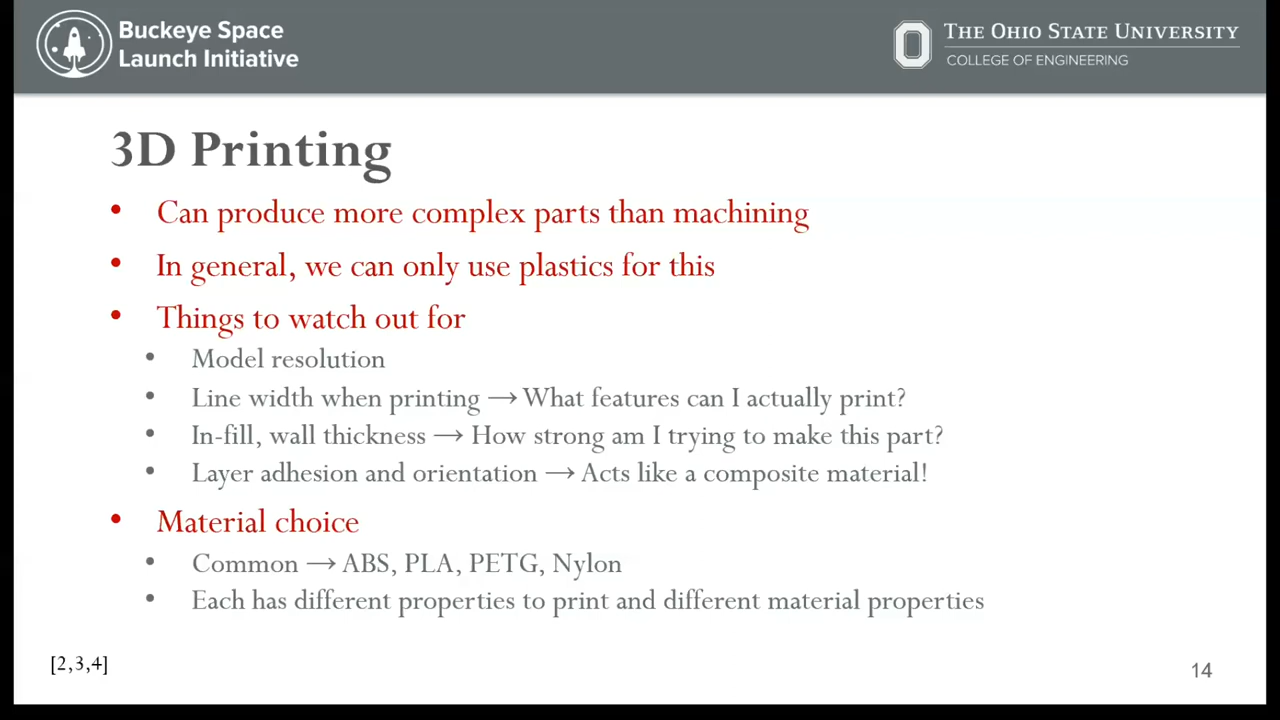 Buckeye Space
Launch Initiative
THE OHIO STATE UNIVERSITY
COLLEGE OF ENGINEERING
3D Printing
• Can produce more complex parts than machining
• In general, we can only use plastics for this
• Things to watch out for
• Model resolution
• Line width when printing → What features can I actually print?
• In-fill, wall thickness → How strong am I trying to make this part?
• Layer adhesion and orientation → Acts like a composite material!
• Material choice
• Common → ABS, PLA, PETG, Nylon
• Each has different properties to print and different material properties
[2,3,4]
14